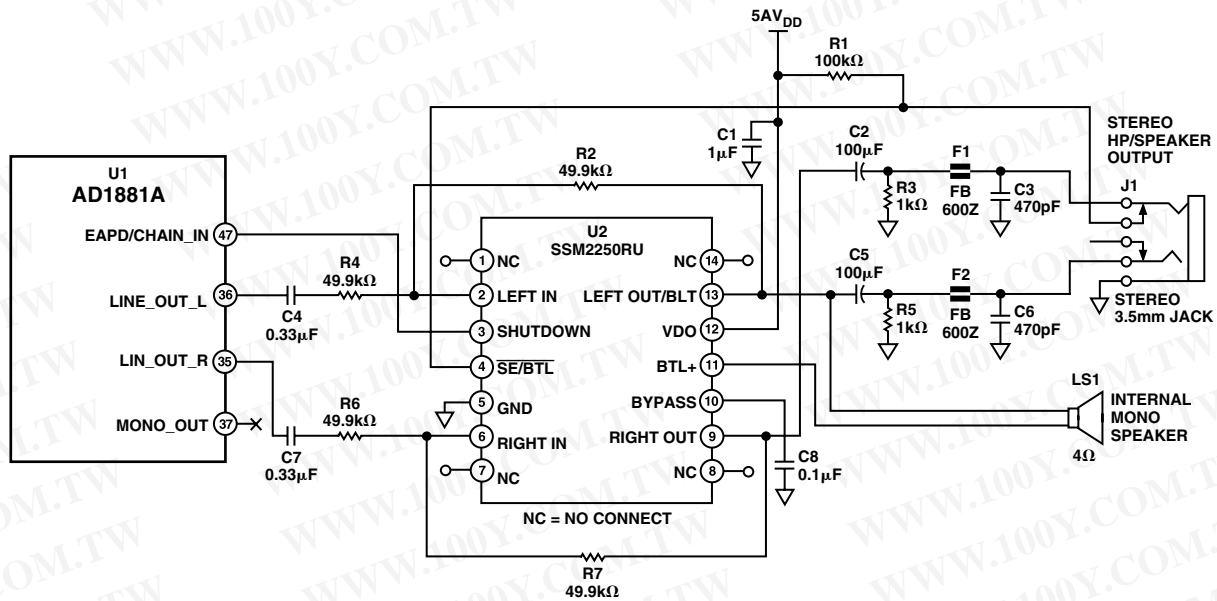 WWW.100Y.COM.TW
5AV_DD
R1
100kΩ
C1
1μF
C2
100μF
F1
STEREO
HP/SPEAKER
OUTPUT
R3
1kΩ
FB
600Z
C3
470pF
J1
R2
49.9kΩ
U1
AD1881A
U2
SSM2250RU
EAPD/CHAIN_IN
47
1
NC
14
NC
LINE_OUT_L
36
C4
0.33μF
R4
49.9kΩ
2
LEFT IN
13
LEFT OUT/BLT
C5
100μF
F2
R5
1kΩ
FB
600Z
C6
470pF
STEREO
3.5mm JACK
3
SHUTDOWN
12
VDO
LIN_OUT_R
35
4
SE/BTL
11
BTL+
5
GND
10
BYPASS
LS1
INTERNAL
MONO
SPEAKER
4Ω
MONO_OUT
37
C7
0.33μF
R6
49.9kΩ
6
RIGHT IN
9
RIGHT OUT
C8
0.1μF
7
NC
8
NC
NC = NO CONNECT
R7
49.9kΩ